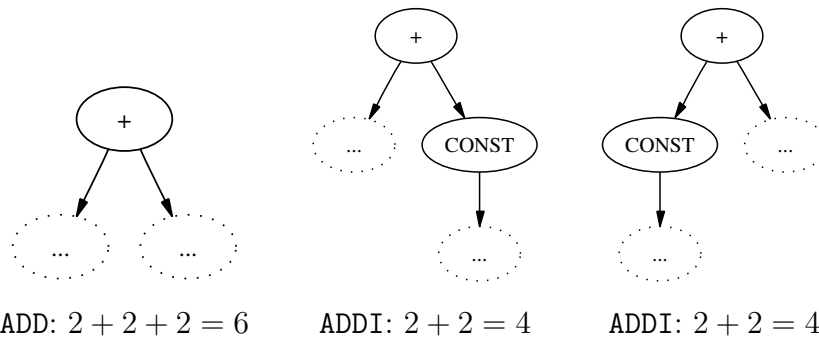 +
+
+
... CONST
CONST ...
... ...
...
...
ADD: 2 + 2 + 2 = 6
ADDI: 2 + 2 = 4
ADDI: 2 + 2 = 4